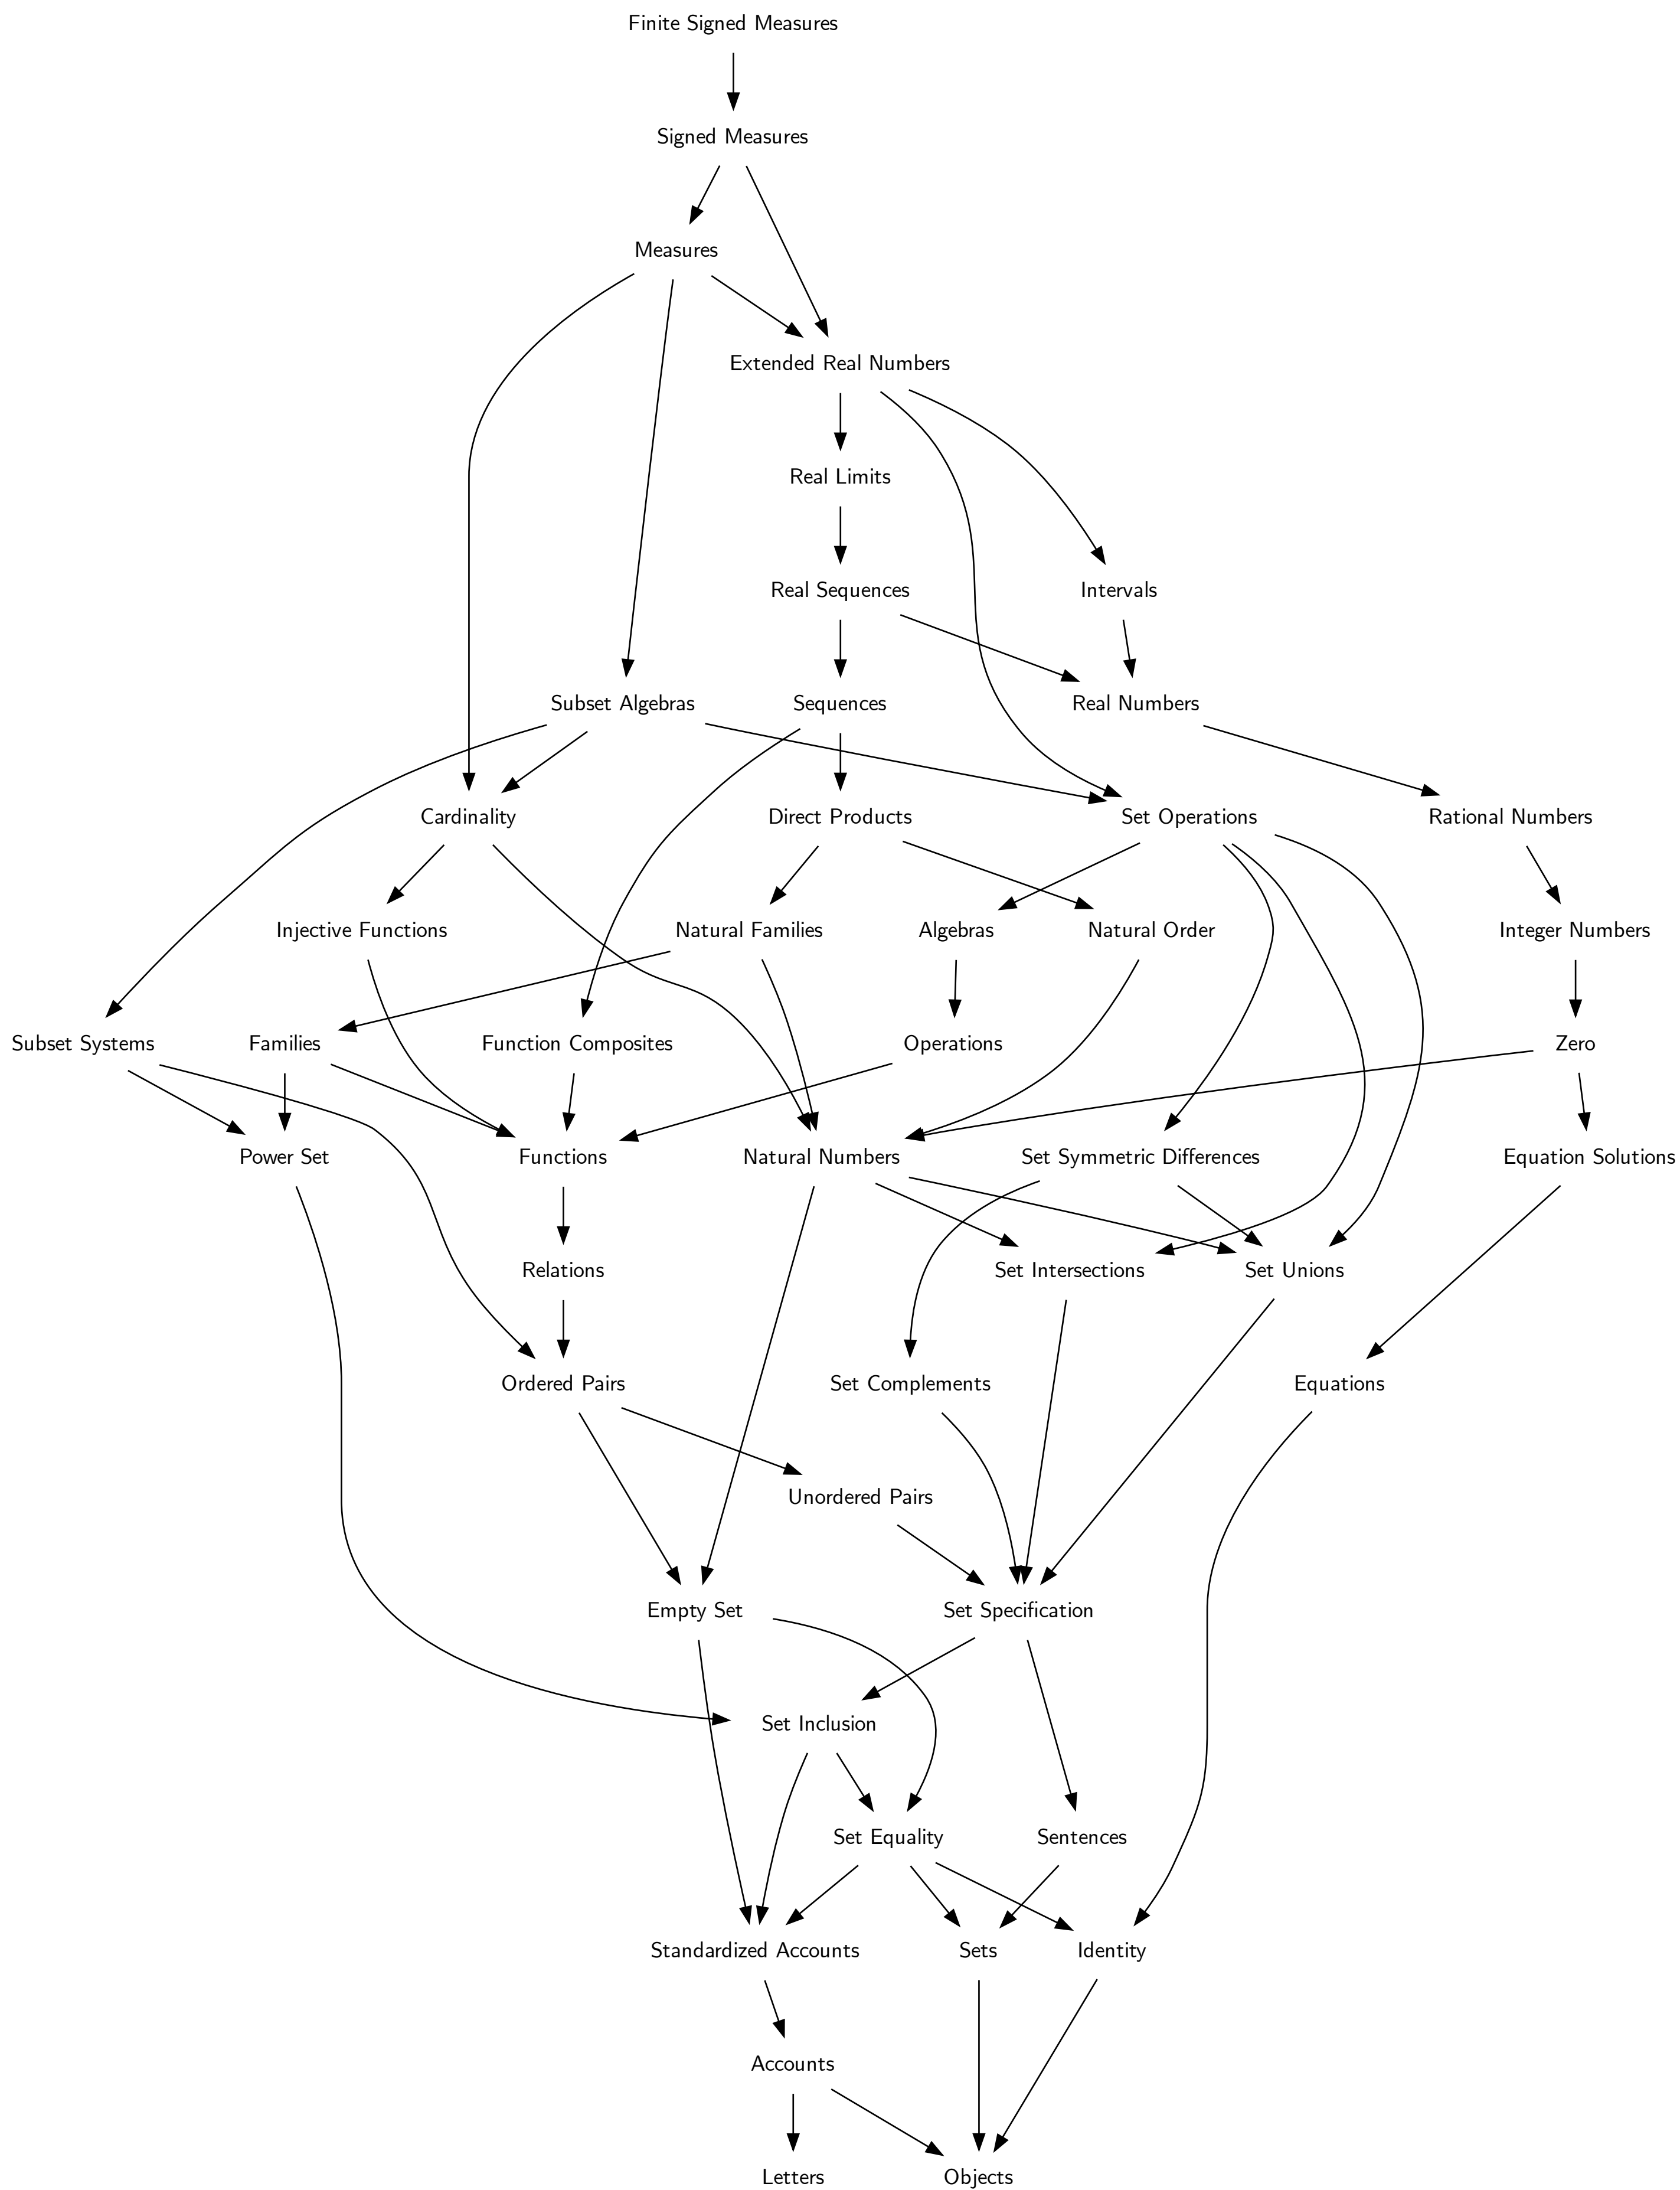 Finite Signed Measures
Signed Measures
Measures
Extended Real Numbers
Real Limits
Real Sequences
Intervals
Subset Algebras
Sequences
Real Numbers
Cardinality
Direct Products
Set Operations
Rational Numbers
Injective Functions
Natural Families
Algebras
Natural Order
Integer Numbers
Subset Systems
Families
Function Composites
Operations
Zero
Power Set
Functions
Natural Numbers
Set Symmetric Differences
Equation Solutions
Relations
Set Intersections
Set Unions
Ordered Pairs
Set Complements
Equations
Unordered Pairs
Empty Set
Set Specification
Set Inclusion
Set Equality
Sentences
Standardized Accounts
Sets
Identity
Accounts
Letters
Objects